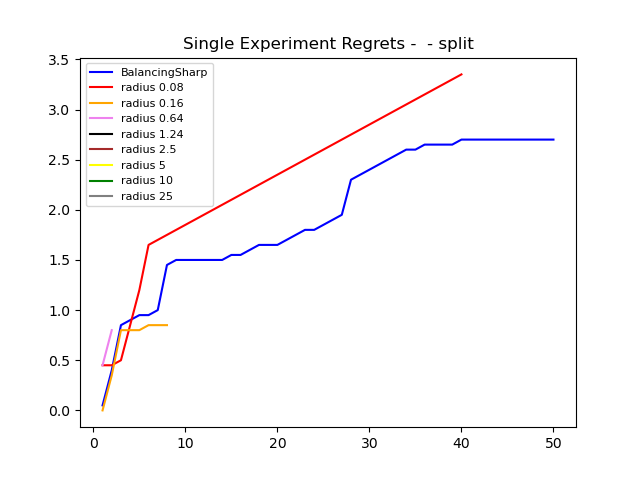 Single Experiment Regrets -  - split
3.5
3.0
2.5
2.0
1.5
1.0
0.5
0.0
BalancingSharp
radius 0.08
radius 0.16
radius 0.64
radius 1.24
radius 2.5
radius 5
radius 10
radius 25
0 10 20 30 40 50